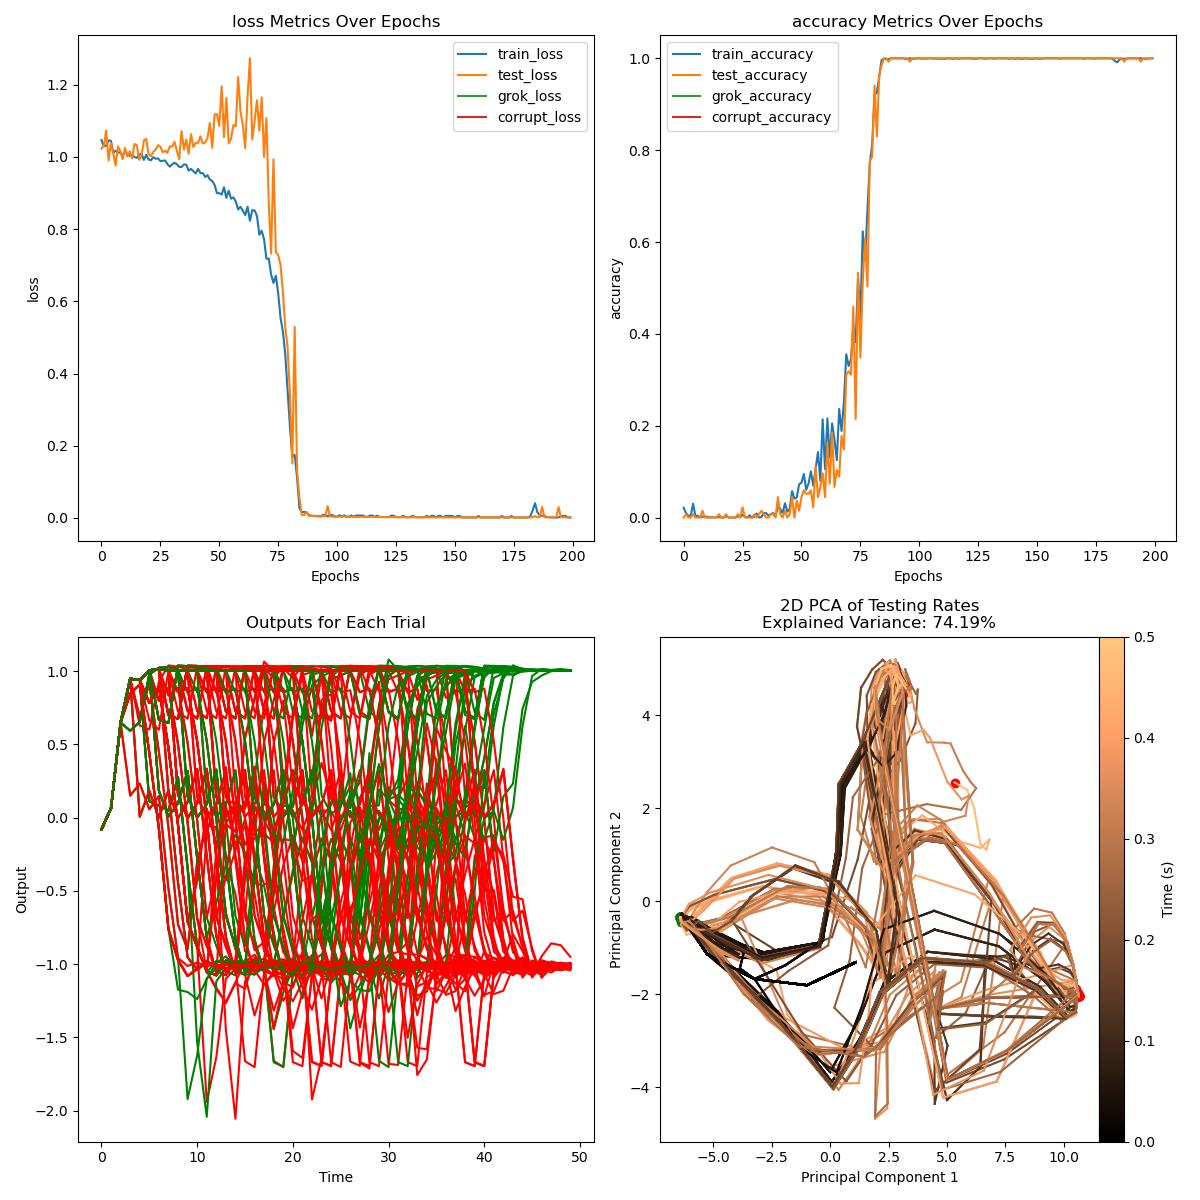 loss Metrics Over Epochs
train_loss
test_loss
grok_loss
corrupt_loss
1.2
1.0
0.8
0.6
0.4
0.2
0.0
loss
0 25 50 75 100 125 150 175 200
Epochs
accuracy Metrics Over Epochs
train_accuracy
test_accuracy
grok_accuracy
corrupt_accuracy
1.0
0.8
0.6
0.4
0.2
0.0
accuracy
0 25 50 75 100 125 150 175 200
Epochs
Outputs for Each Trial
1.0
0.5
0.0
−0.5
−1.0
−1.5
−2.0
Output
0 10 20 30 40 50
Time
2D PCA of Testing Rates
Explained Variance: 74.19%
4
2
0
−2
−4
Principal Component 2
−5.0 −2.5 0.0 2.5 5.0 7.5 10.0
Principal Component 1
0.5
0.4
0.3
0.2
0.1
0.0
Time (s)